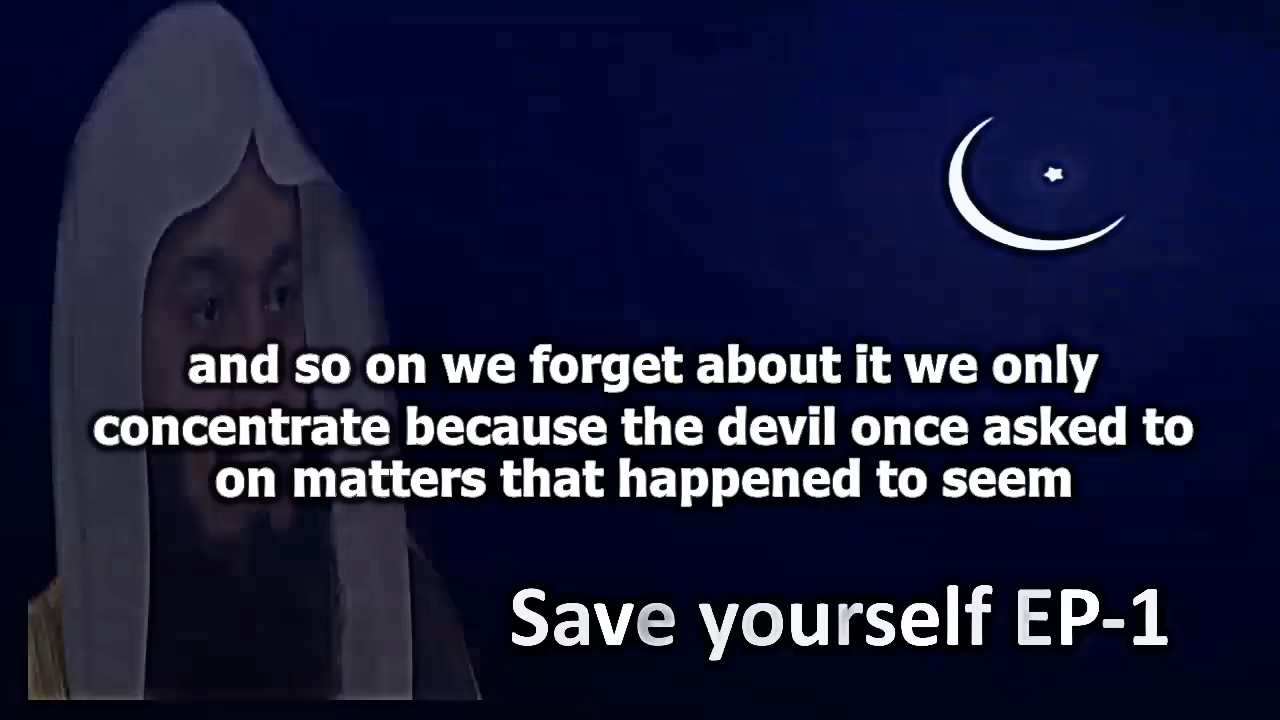 and so on we forget about it we only
concentrate because the devil once asked to
on matters that happened to seem
Save yourself EP-1